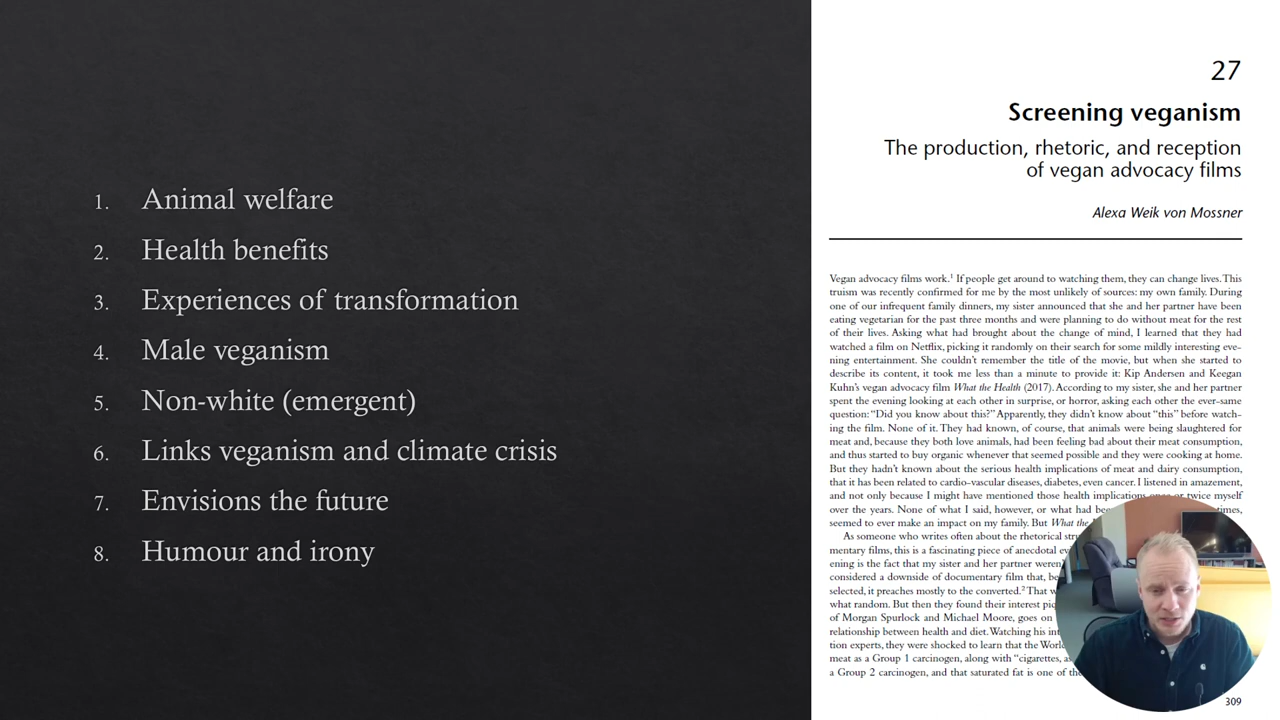 1. Animal welfare
2. Health benefits
3. Experiences of transformation
4. Male veganism
5. Non-white (emergent)
6. Links veganism and climate crisis
7. Envisions the future
8. Humour and irony
27
Screening veganism
The production, rhetoric, and reception
of vegan advocacy films
Alexa Weik von Mossner
Vegan advocacy films work.1 If people get around to watching them, they can change lives. This
truism was recently confirmed for me by the most unlikely of sources: my own family. During
one of our infrequent family dinners, my sister announced that she and her partner have been
eating vegetarian for the past three months and were planning to do without meat for the rest
of their lives. Asking what had brought about the change of mind, I learned that they had
watched a film on Netflix, picking it randomly on their search for some mildly interesting eve-
ning entertainment. She couldn't remember the title of the movie, but when she started to
describe its content, it took me less than a minute to provide it: Kip Andersen and Keegan
Kuhn's vegan advocacy film What the Health (2017). According to my sister, she and her partner
spent the evening looking at each other in surprise, or horror, asking each other the ever-same
question: "Did you know about this?" Apparently, they didn't know about "this" before watch-
ing the film. None of it. They had known, of course, that animals were being slaughtered for
meat and, because they both love animals, had been feeling bad about their meat consumption,
and thus started to buy organic whenever that seemed possible and they were cooking at home.
But they hadn't known about the serious health implications of meat and dairy consumption,
that it has been related to cardio-vascular diseases, diabetes, even cancer. I listened in amazement,
and not only because I might have mentioned those health implications once or twice myself
over the years. None of what I said, however, or what had times,
seemed to ever make an impact on my family. But What the
As someone who writes often about the rhetorical
mentary films, this is a fascinating piece of anecdotal
ening is the fact that my sister and her partner
considered a downside of documentary film that,
selected, it preaches mostly to the converted.2 That
what random. But then they found their interest
of Morgan Spurlock and Michael Moore, goes on
relationship between health and diet. Watching his
tion experts, they were shocked to learn that the
meat as a Group 1 carcinogen, along with "cigarettes,
a Group 2 carcinogen, and that saturated fat is one of
309